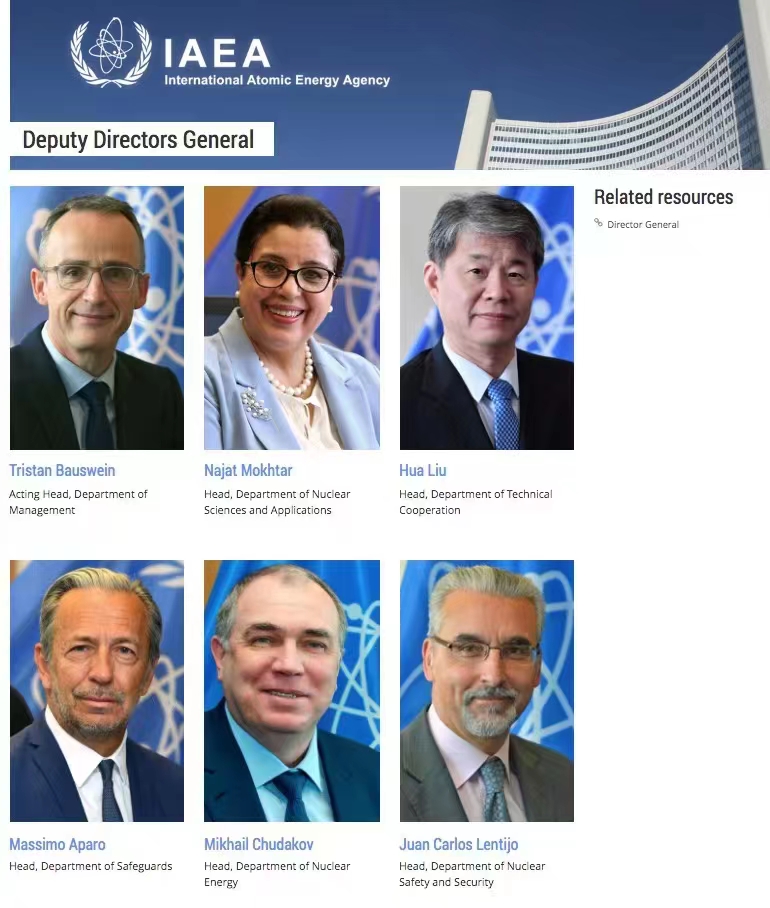 IAEA
International Atomic Energy Agency
Deputy Directors General
Related resources
Director General
Tristan Bauswein
Acting Head, Department of
Management
Najat Mokhtar
Head, Department of Nuclear
Sciences and Applications
Hua Liu
Head, Department of Technical
Cooperation
Massimo Aparo
Head, Department of Safeguards
Mikhail Chudakov
Head, Department of Nuclear
Energy
Juan Carlos Lentijo
Head, Department of Nuclear
Safety and Security